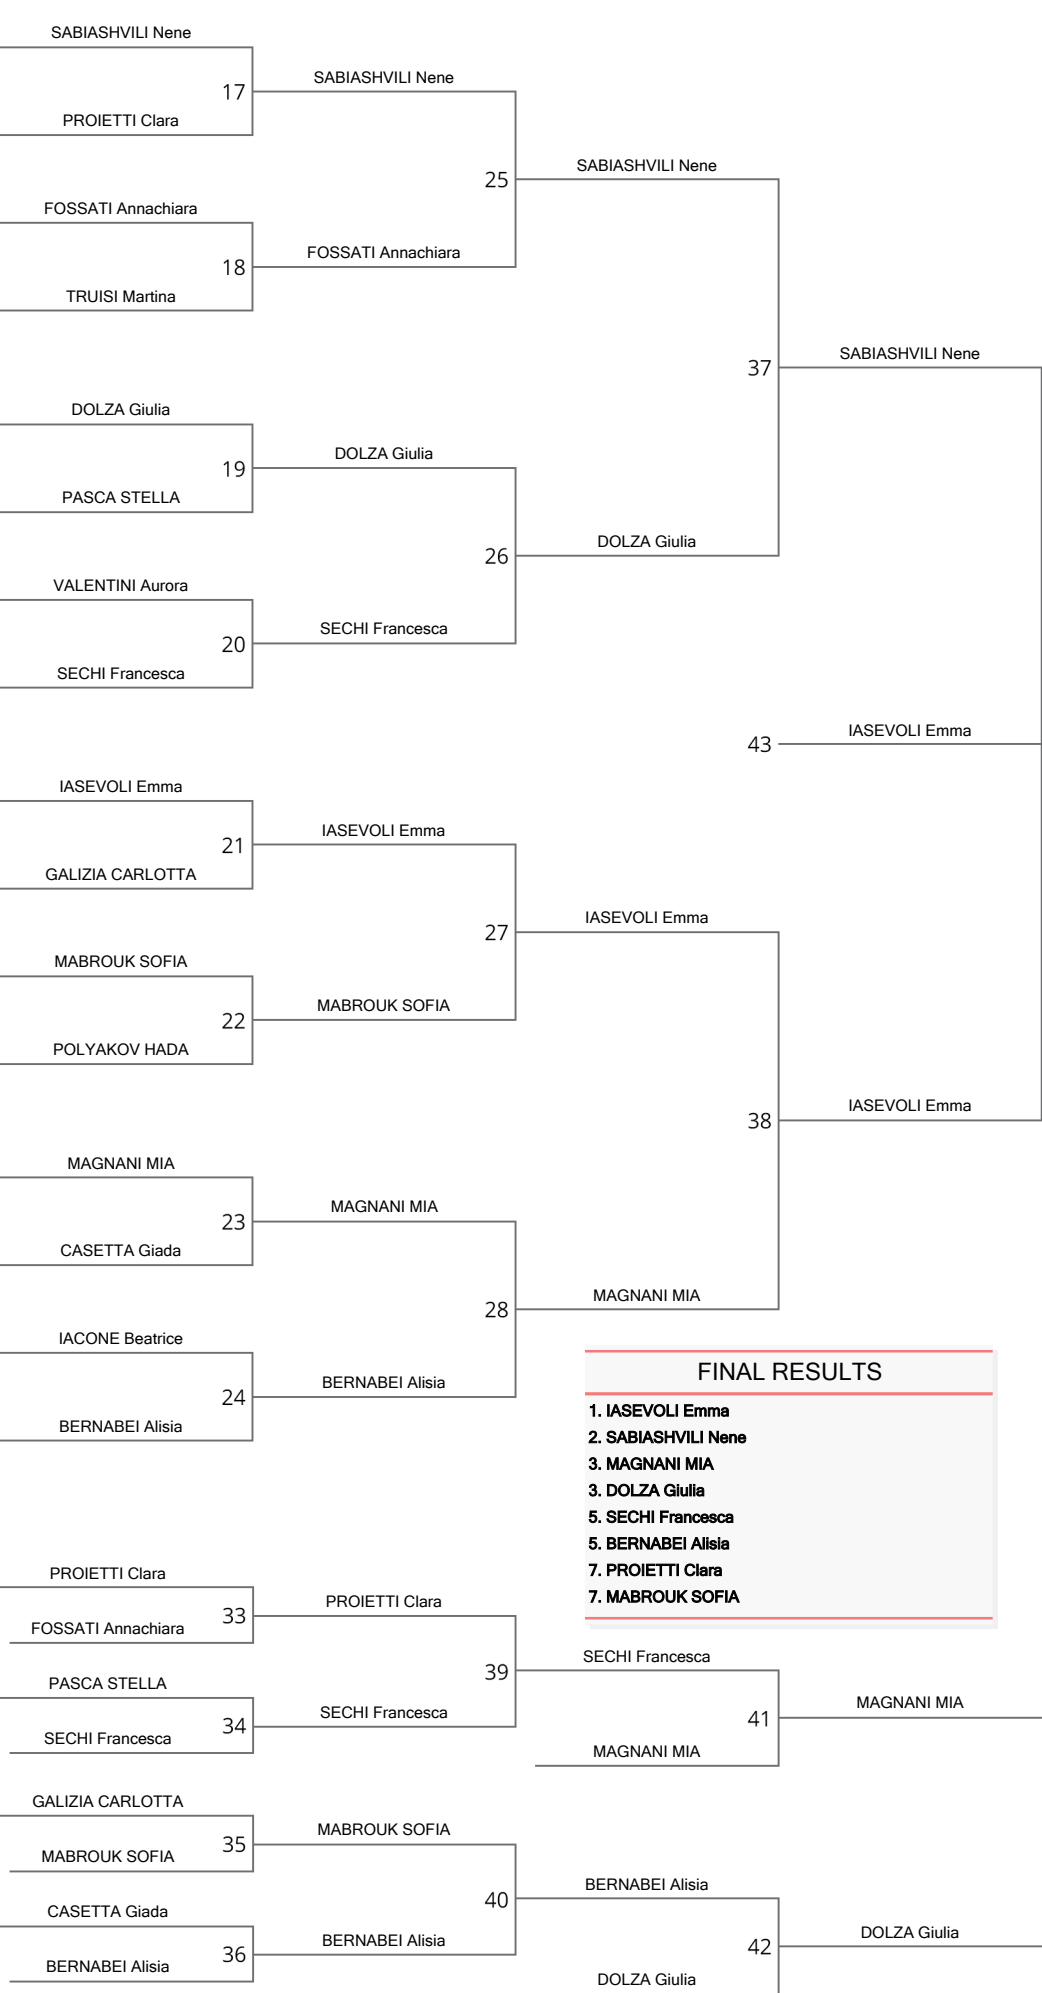 SABIASHVILI Nene
SABIASHVILI Nene
17
PROIETTI Clara
SABIASHVILI Nene
25
FOSSATI Annachiara
FOSSATI Annachiara
18
TRUISI Martina
SABIASHVILI Nene
37
DOLZA Giulia
DOLZA Giulia
19
PASCA STELLA
DOLZA Giulia
26
VALENTINI Aurora
SECHI Francesca
20
SECHI Francesca
IASEVOLI Emma
43
IASEVOLI Emma
IASEVOLI Emma
21
GALIZIA CARLOTTA
IASEVOLI Emma
27
MABROUK SOFIA
MABROUK SOFIA
22
POLYAKOV HADA
IASEVOLI Emma
38
MAGNANI MIA
MAGNANI MIA
23
CASETTA Giada
MAGNANI MIA
28
IACONE Beatrice
BERNABEI Alisia
24
BERNABEI Alisia
FINAL RESULTS
1. IASEVOLI Emma
2. SABIASHVILI Nene
3. MAGNANI MIA
3. DOLZA Giulia
5. SECHI Francesca
5. BERNABEI Alisia
7. PROIETTI Clara
7. MABROUK SOFIA
PROIETTI Clara
PROIETTI Clara
33
FOSSATI Annachiara
SECHI Francesca
39
PASCA STELLA
SECHI Francesca
34
SECHI Francesca
MAGNANI MIA
41
MAGNANI MIA
GALIZIA CARLOTTA
MABROUK SOFIA
35
MABROUK SOFIA
BERNABEI Alisia
40
CASETTA Giada
BERNABEI Alisia
36
BERNABEI Alisia
DOLZA Giulia
42
DOLZA Giulia